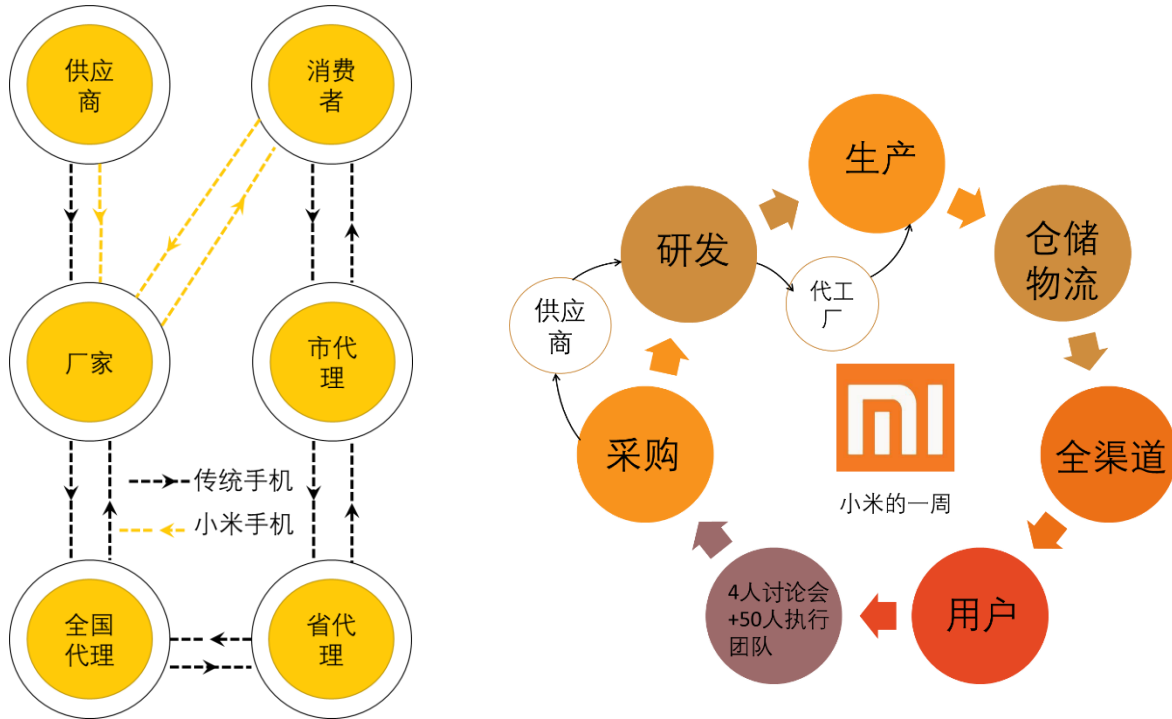 供应
商
消费
者
厂家
市代
理
传统手机
小米手机
全国
代理
省代
理
生产
研发
仓储
物流
供应
商
代工
厂
采购
mi
小米的一周
全渠道
4人讨论会
+50人执行
团队
用户